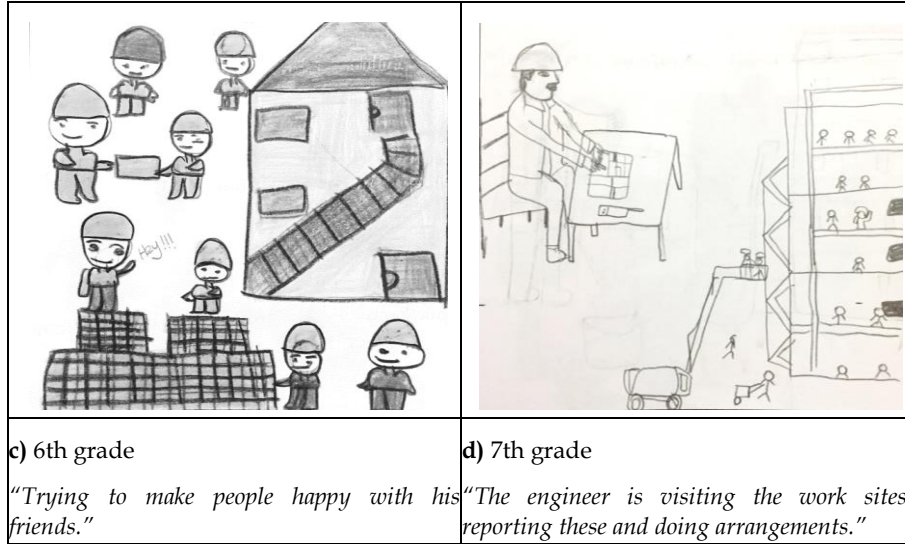 Hey!!!
c) 6th grade
"Trying to make people happy with his
friends."
d) 7th grade
"The engineer is visiting the work sites
reporting these and doing arrangements."